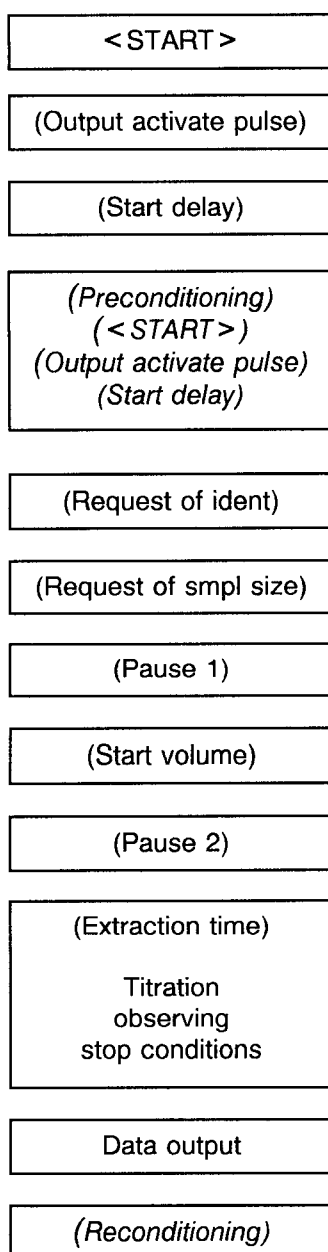 <START>
(Output activate pulse)
(Start delay)
(Preconditioning)
(<START>)
(Output activate pulse)
(Start delay)
(Request of ident)
(Request of smpl size)
(Pause 1)
(Start volume)
(Pause 2)
(Extraction time)
Titration
observing
stop conditions
Data output
(Reconditioning)